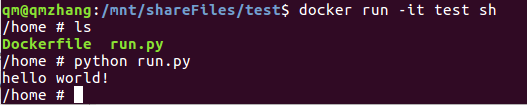 qm@qmzhang:/mnt/shareFiles/test$ docker run -it test sh
/home # ls
Dockerfile  run.py
/home # python run.py
hello world!
/home #